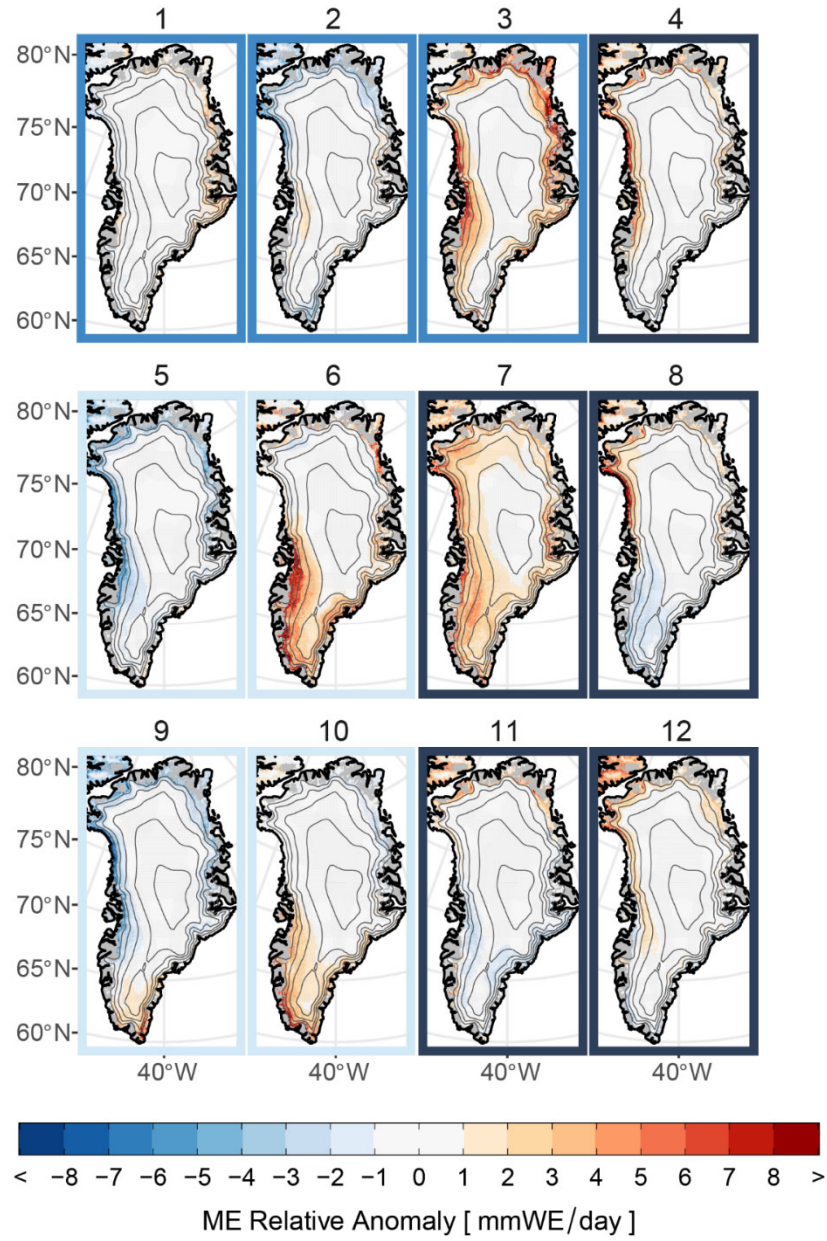 1 2 3 4
80°N
75°N
70°N
65°N
60°N
5 6 7 8
80°N
75°N
70°N
65°N
60°N
9 10 11 12
80°N
75°N
70°N
65°N
60°N
40°W 40°W 40°W 40°W
< −8 −7 −6 −5 −4 −3 −2 −1 0 1 2 3 4 5 6 7 8 >
ME Relative Anomaly [ mmWE/day ]